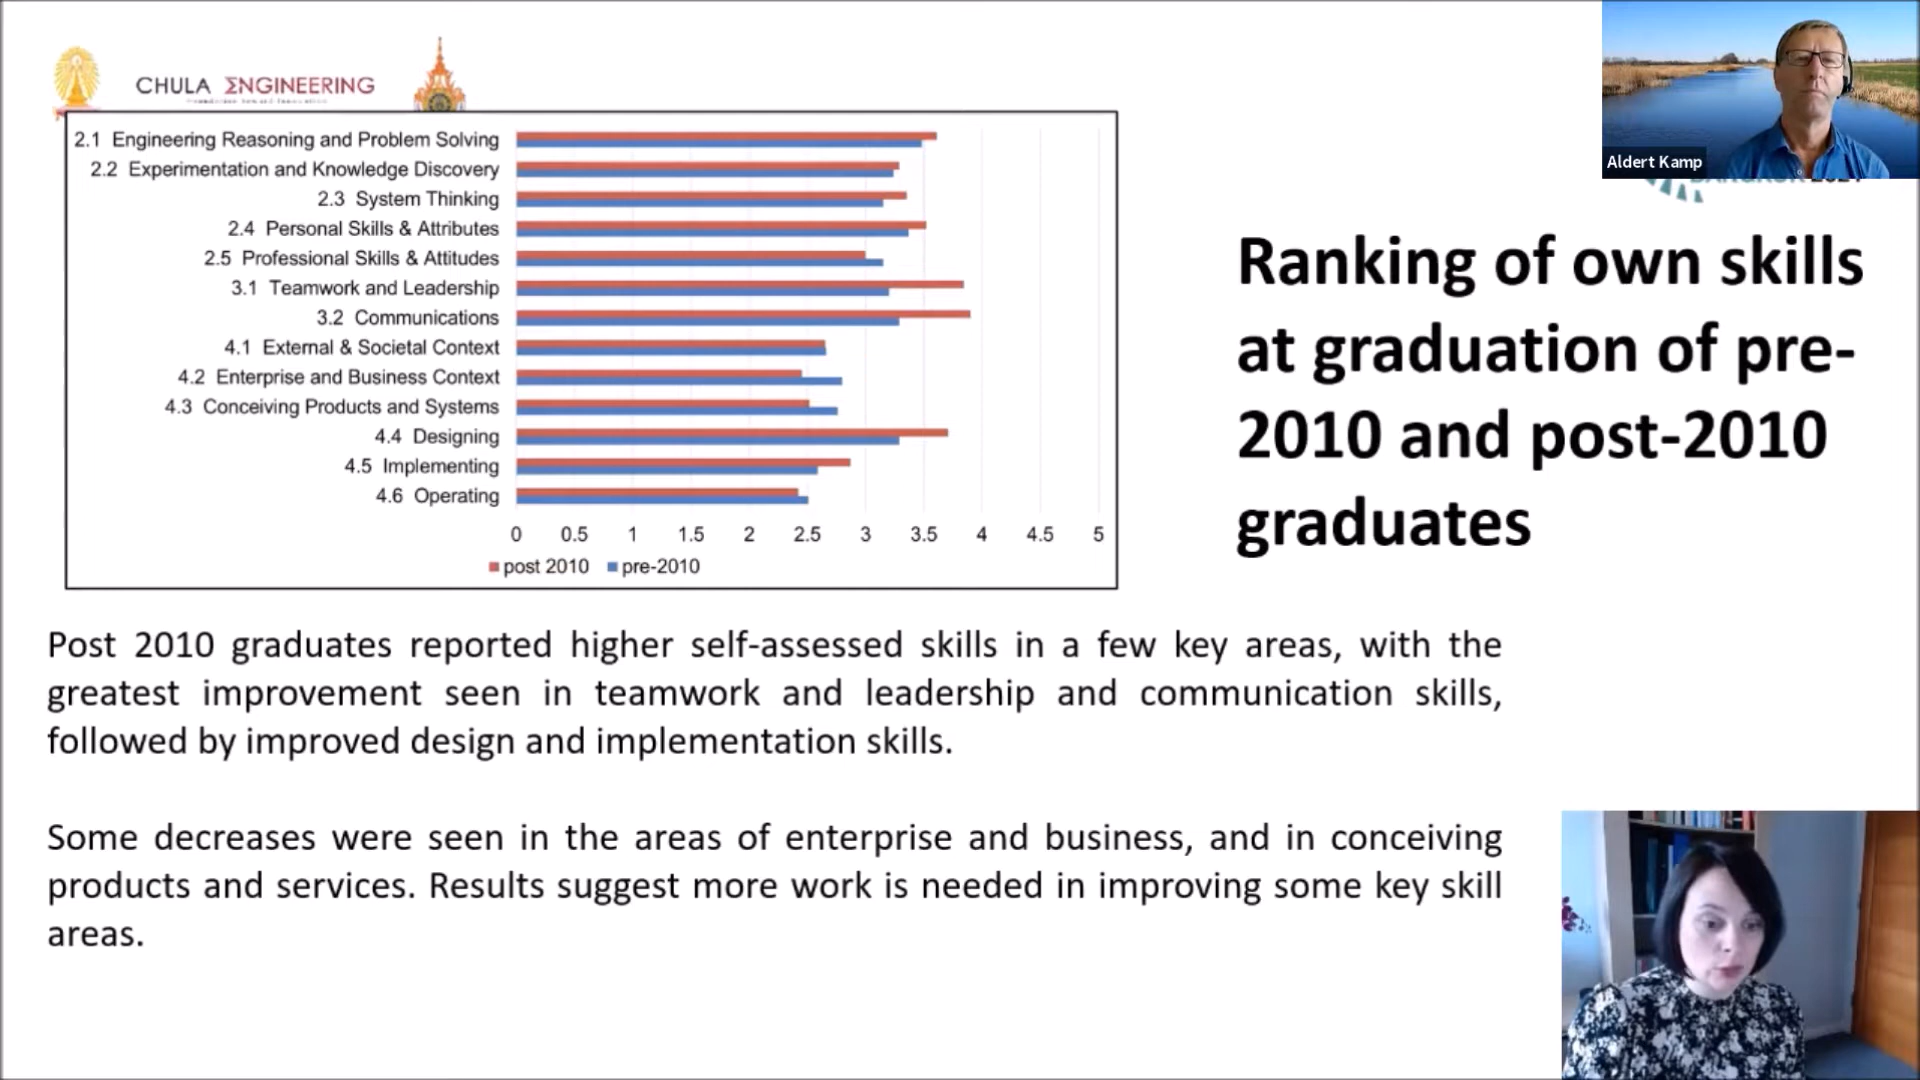 CHULA ΣNGINEERING
Aldert Kamp
2.1 Engineering Reasoning and Problem Solving
2.2 Experimentation and Knowledge Discovery
2.3 System Thinking
2.4 Personal Skills & Attributes
2.5 Professional Skills & Attitudes
3.1 Teamwork and Leadership
3.2 Communications
4.1 External & Societal Context
4.2 Enterprise and Business Context
4.3 Conceiving Products and Systems
4.4 Designing
4.5 Implementing
4.6 Operating
0 0.5 1 1.5 2 2.5 3 3.5 4 4.5 5
post 2010 pre-2010
Ranking of own skills
at graduation of pre-
2010 and post-2010
graduates
Post 2010 graduates reported higher self-assessed skills in a few key areas, with the
greatest improvement seen in teamwork and leadership and communication skills,
followed by improved design and implementation skills.
Some decreases were seen in the areas of enterprise and business, and in conceiving
products and services. Results suggest more work is needed in improving some key skill
areas.